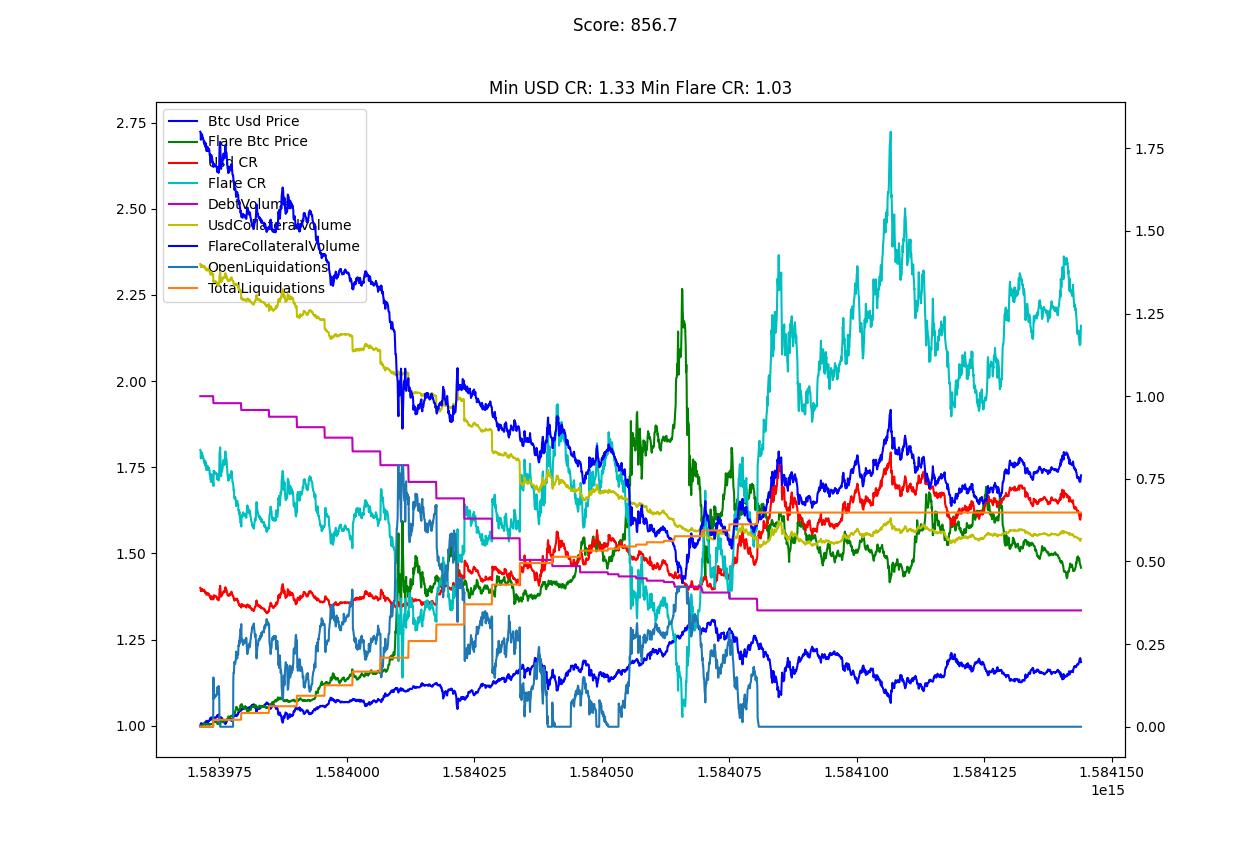 Score: 856.7
Min USD CR: 1.33 Min Flare CR: 1.03
Btc Usd Price
Flare Btc Price
Usd CR
Flare CR
DebtVolume
UsdCollateralVolume
FlareCollateralVolume
OpenLiquidations
TotalLiquidations
2.75
2.50
2.25
2.00
1.75
1.50
1.25
1.00
1.75
1.50
1.25
1.00
0.75
0.50
0.25
0.00
1.583975
1.584000
1.584025
1.584050
1.584075
1.584100
1.584125
1.584150
1e15